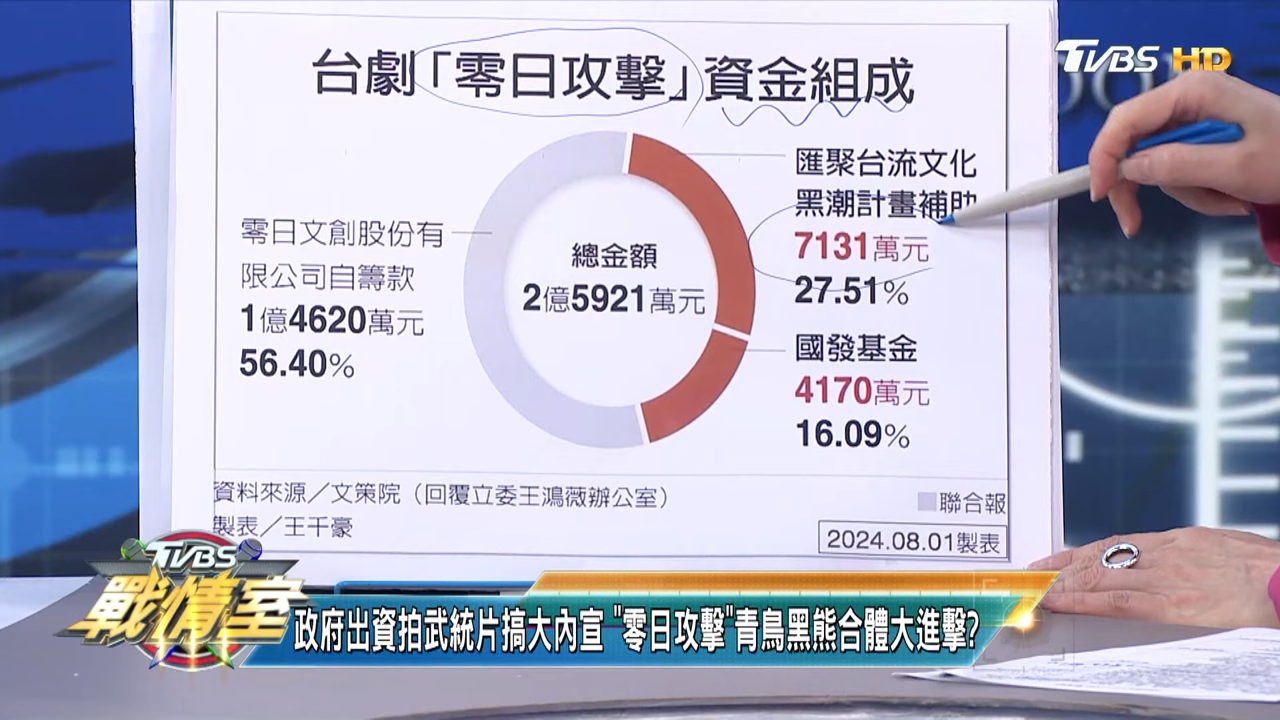 TVBS HD
台劇「零日攻擊」資金組成
匯聚台流文化
黑潮計畫補助
7131萬元
27.51%
零日文創股份有
限公司自籌款
1億4620萬元
56.40%
總金額
2億5921萬元
國發基金
4170萬元
16.09%
資料來源／文策院（回覆立委王鴻薇辦公室）
製表／王千豪
聯合報
2024.08.01製表
TVBS
戰情室
政府出資拍武統片搞大內宣 "零日攻擊"青鳥黑熊合體大進擊?